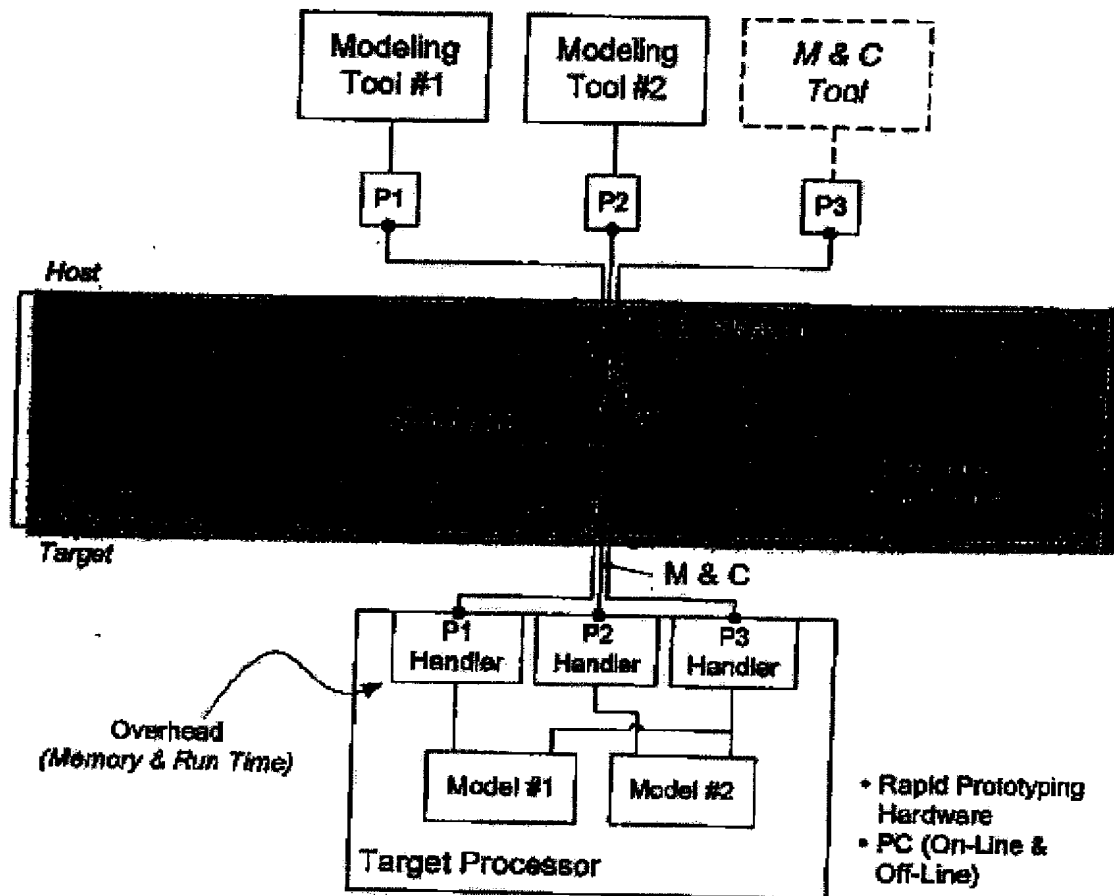 Modeling
Tool #1
Modeling
Tool #2
M & C
Tool
P1
P2
P3
Host
Target
M & C
P1
Handler
P2
Handler
P3
Handler
Overhead
(Memory & Run Time)
Model #1
Model #2
Target Processor
• Rapid Prototyping
Hardware
• PC (On-Line &
Off-Line)